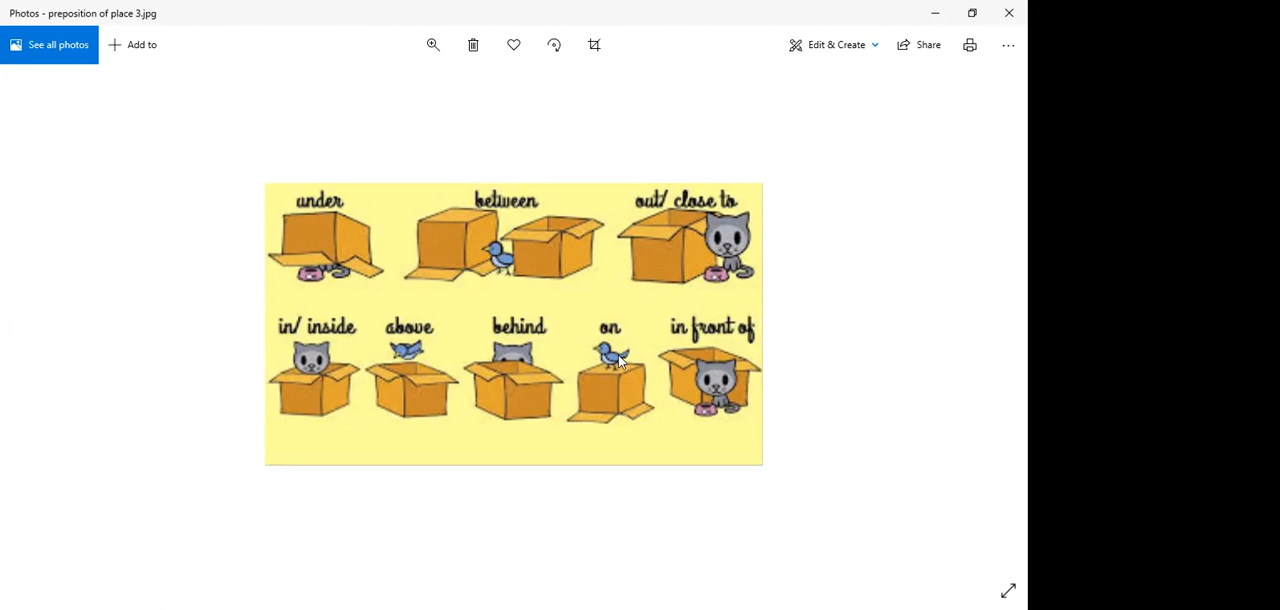 Photos - preposition of place 3.jpg
See all photos
Add to
Edit & Create
Share
under between out/ close to
in/ inside above behind on in front of